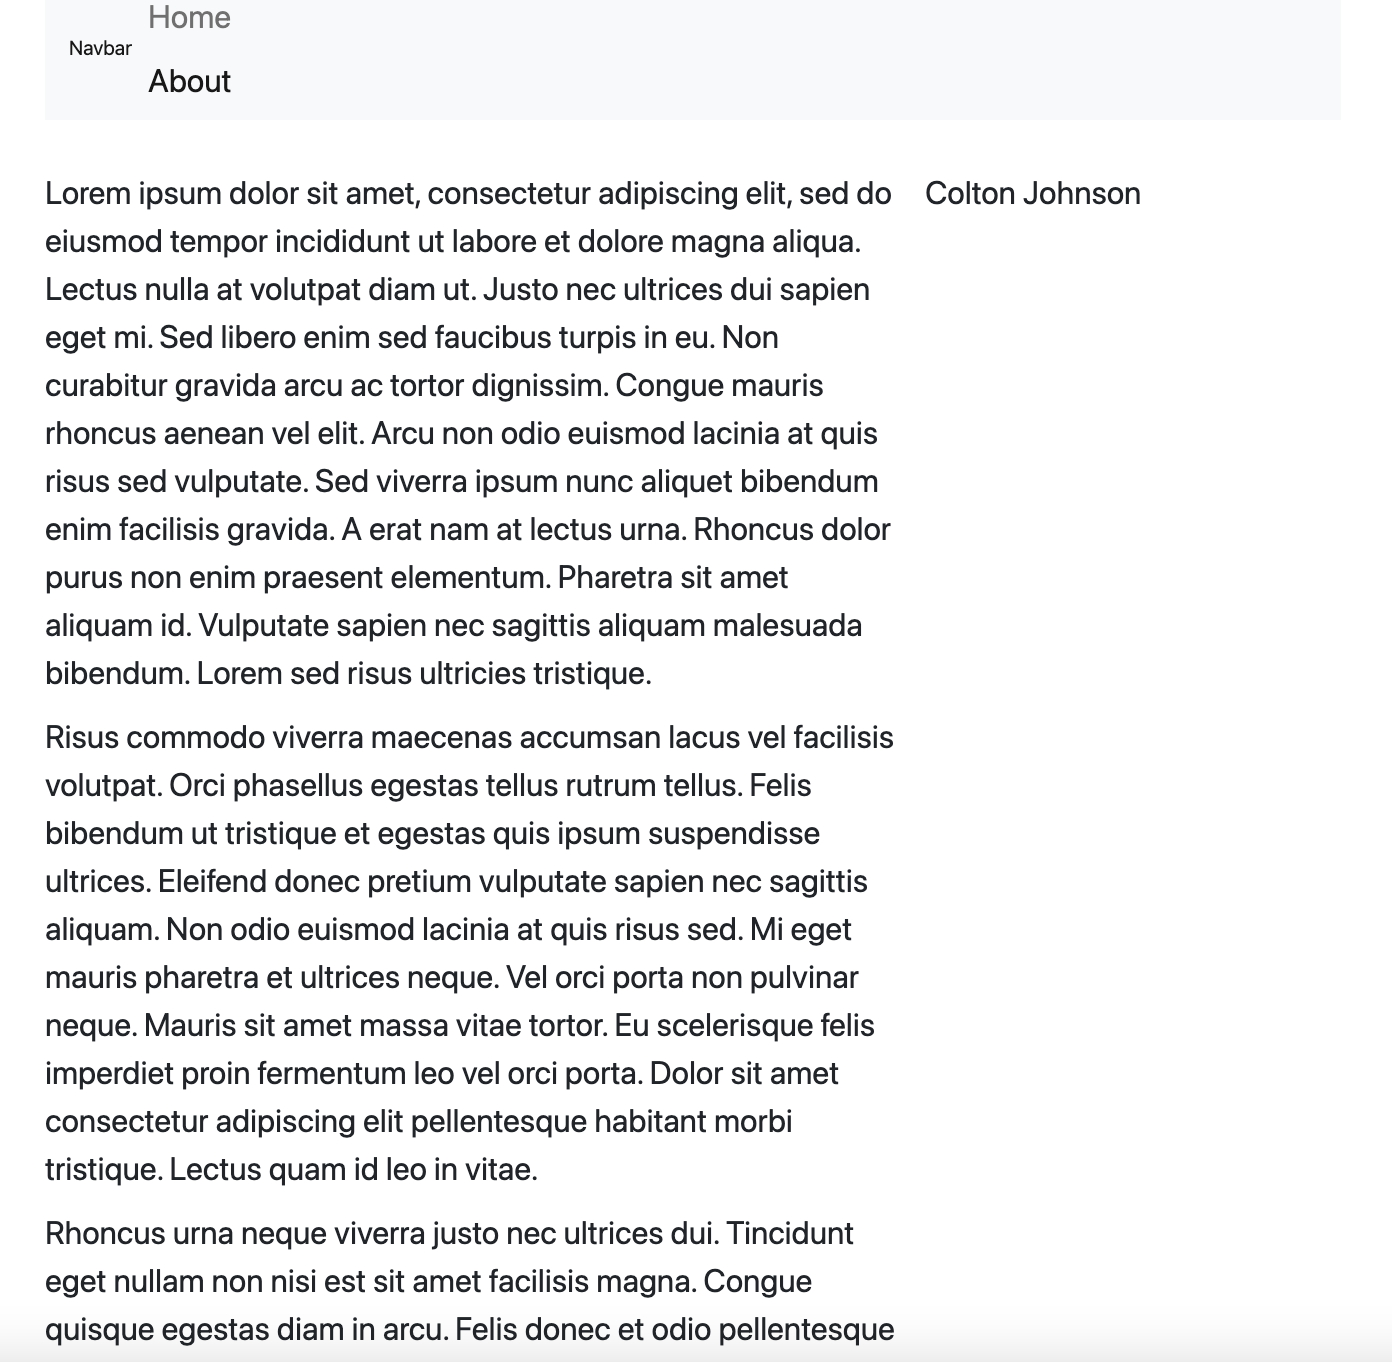 Home
Navbar
About
Lorem ipsum dolor sit amet, consectetur adipiscing elit, sed do
eiusmod tempor incididunt ut labore et dolore magna aliqua.
Lectus nulla at volutpat diam ut. Justo nec ultrices dui sapien
eget mi. Sed libero enim sed faucibus turpis in eu. Non
curabitur gravida arcu ac tortor dignissim. Congue mauris
rhoncus aenean vel elit. Arcu non odio euismod lacinia at quis
risus sed vulputate. Sed viverra ipsum nunc aliquet bibendum
enim facilisis gravida. A erat nam at lectus urna. Rhoncus dolor
purus non enim praesent elementum. Pharetra sit amet
aliquam id. Vulputate sapien nec sagittis aliquam malesuada
bibendum. Lorem sed risus ultricies tristique.
Risus commodo viverra maecenas accumsan lacus vel facilisis
volutpat. Orci phasellus egestas tellus rutrum tellus. Felis
bibendum ut tristique et egestas quis ipsum suspendisse
ultrices. Eleifend donec pretium vulputate sapien nec sagittis
aliquam. Non odio euismod lacinia at quis risus sed. Mi eget
mauris pharetra et ultrices neque. Vel orci porta non pulvinar
neque. Mauris sit amet massa vitae tortor. Eu scelerisque felis
imperdiet proin fermentum leo vel orci porta. Dolor sit amet
consectetur adipiscing elit pellentesque habitant morbi
tristique. Lectus quam id leo in vitae.
Rhoncus urna neque viverra justo nec ultrices dui. Tincidunt
eget nullam non nisi est sit amet facilisis magna. Congue
quisque egestas diam in arcu. Felis donec et odio pellentesque
Colton Johnson